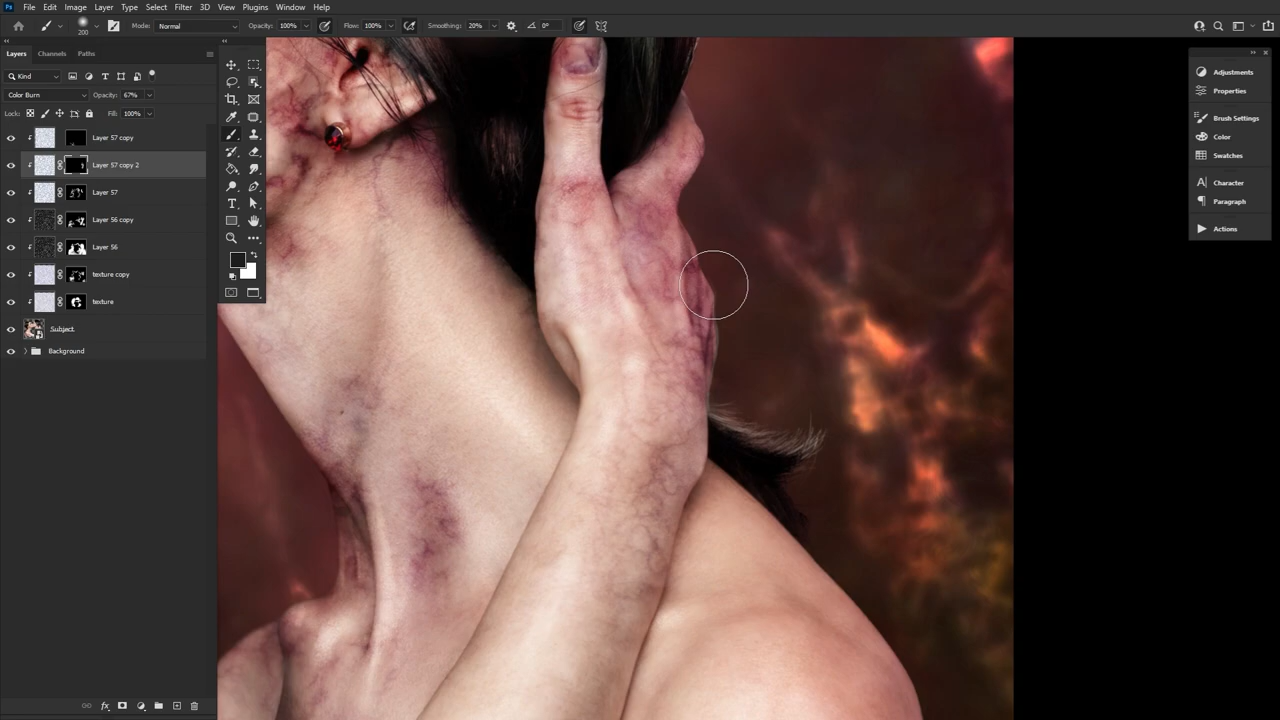 Ps File Edit Image Layer Type Select Filter 3D View Plugins Window Help
200 Mode: Normal Opacity: 100% Flow: 100% Smoothing: 20% 0°
Layers Channels Paths
Kind
Color Burn Opacity: 67%
Lock: Fill: 100%
Layer 57 copy
Layer 57 copy 2
Layer 57
Layer 56 copy
Layer 56
texture copy
texture
Subject
Background
fx
Adjustments
Properties
Brush Settings
Color
Swatches
Character
Paragraph
Actions